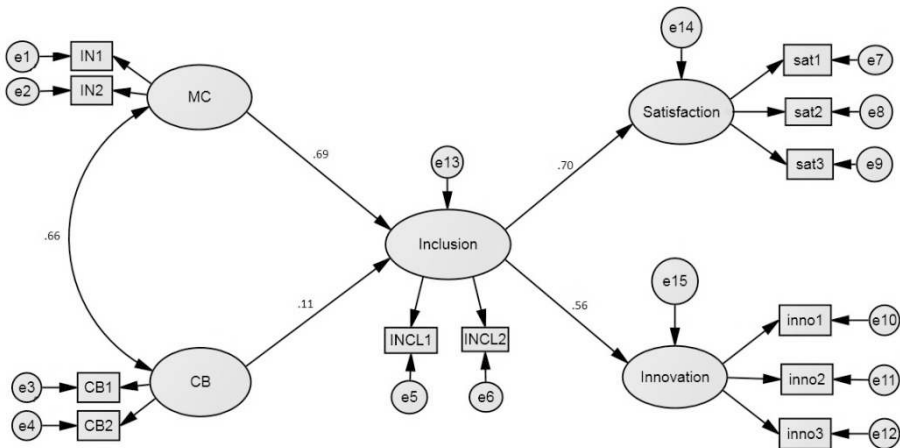 e1
IN1
e2
IN2
MC
.69
.66
e3
CB1
e4
CB2
CB
.11
e13
Inclusion
INCL1
INCL2
e5
e6
.70
.56
e14
Satisfaction
sat1
e7
sat2
e8
sat3
e9
e15
Innovation
inno1
e10
inno2
e11
inno3
e12